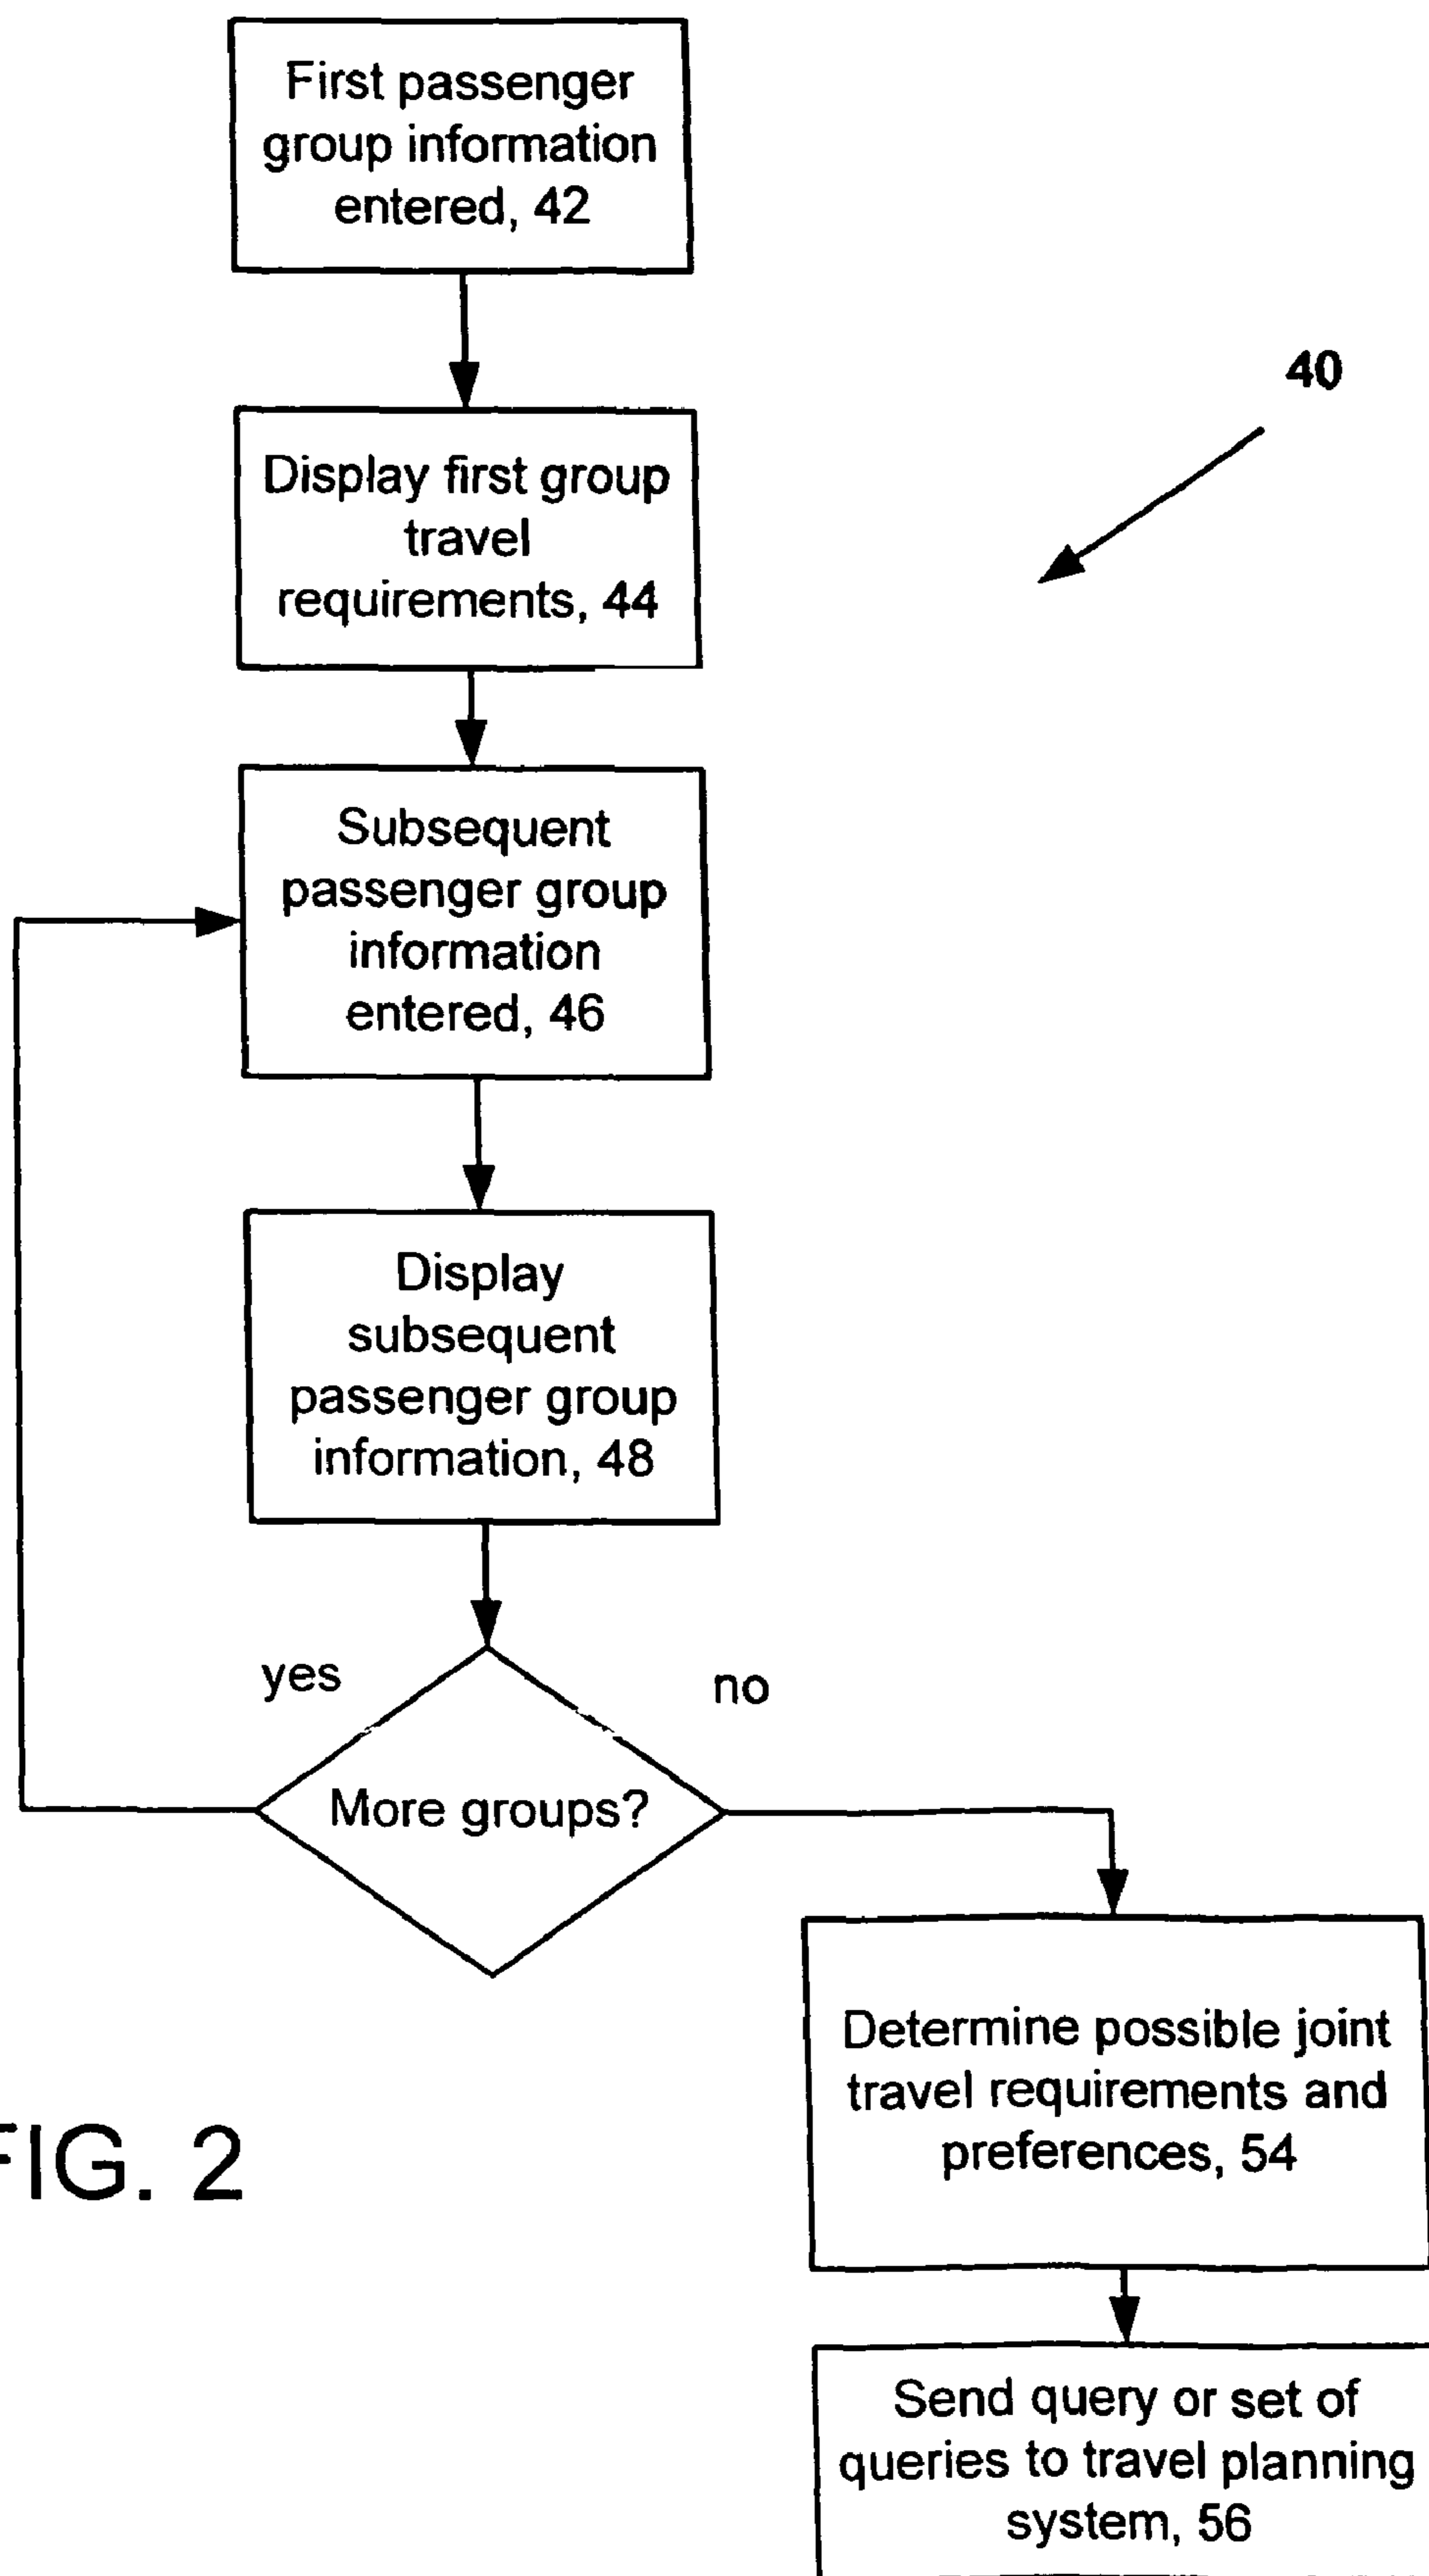 First passenger
group information
entered, 42
40
Display first group
travel
requirements, 44
Subsequent
passenger group
information
entered, 46
Display
subsequent
passenger group
information, 48
yes
no
More groups?
Determine possible joint
travel requirements and
preferences, 54
FIG. 2
Send query or set of
queries to travel planning
system, 56